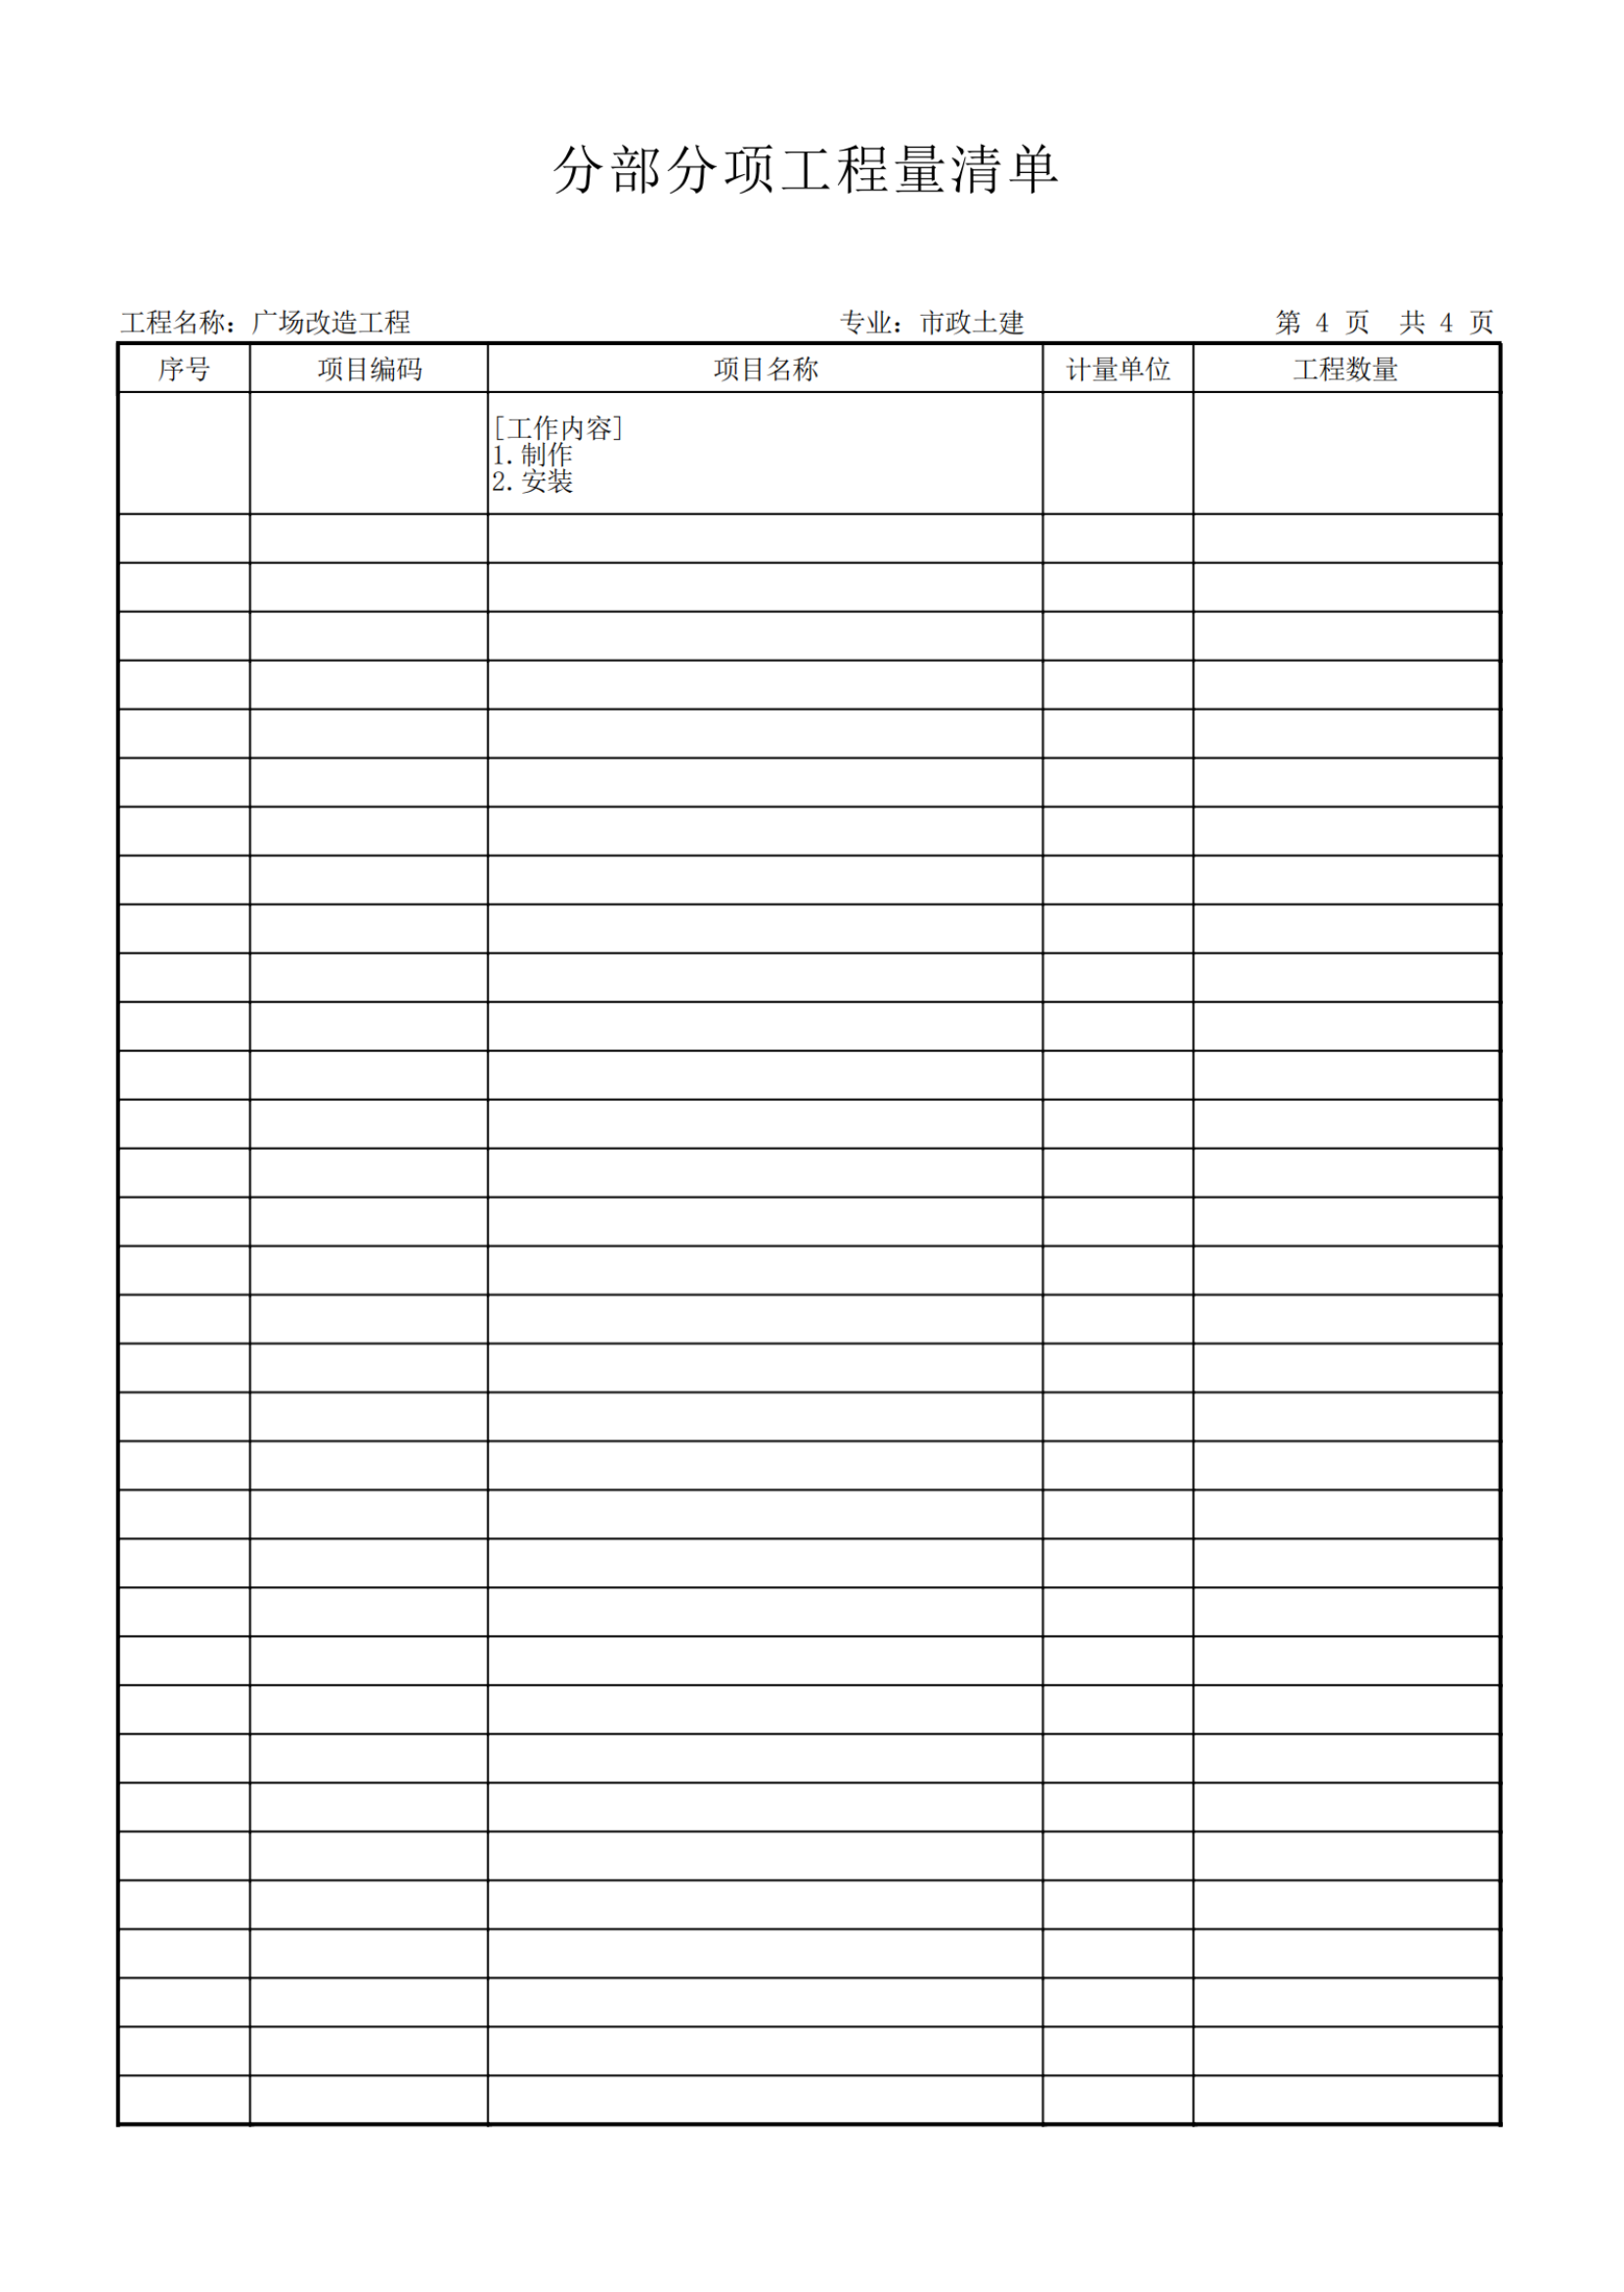 分部分项工程量清单
工程名称：广场改造工程 专业：市政土建 第 4 页 共 4 页
序号 项目编码 项目名称 计量单位 工程数量
[工作内容]
1.制作
2.安装